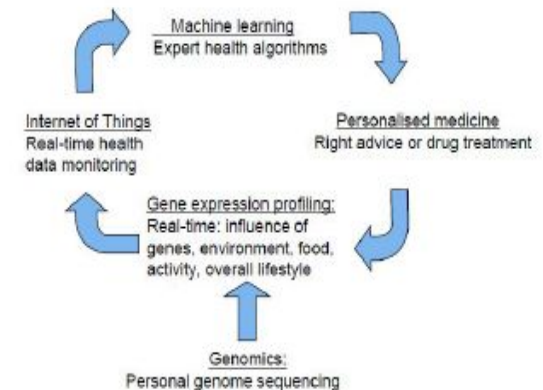 Machine learning
Expert health algorithms
Internet of Things
Real-time health
data monitoring
Personalised medicine
Right advice or drug treatment
Gene expression profiling:
Real-time: influence of
genes, environment, food,
activity, overall lifestyle
Genomics:
Personal genome sequencing